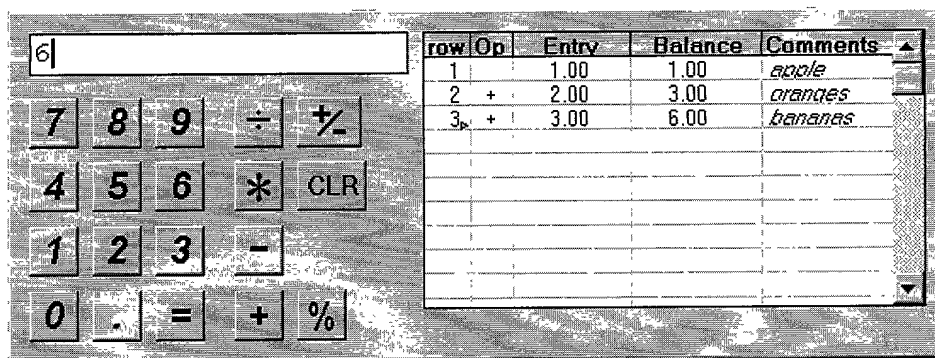 6
7 8 9 ÷ +/-
4 5 6 * CLR
1 2 3 -
0 . = + %
row Op Entry Balance Comments
1 1.00 1.00 apple
2 + 2.00 3.00 oranges
3 + 3.00 6.00 bananas